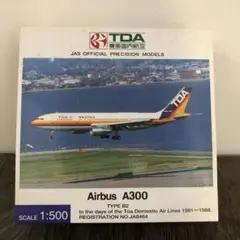 TDA
東亜国内航空
JAS OFFICIAL PRECISION MODELS
TDA
Airbus A300
TYPE B2
In the days of the Toa Domestic Air Lines 1981~1988.
REGISTRATION NO.JA8464
SCALE 1:500